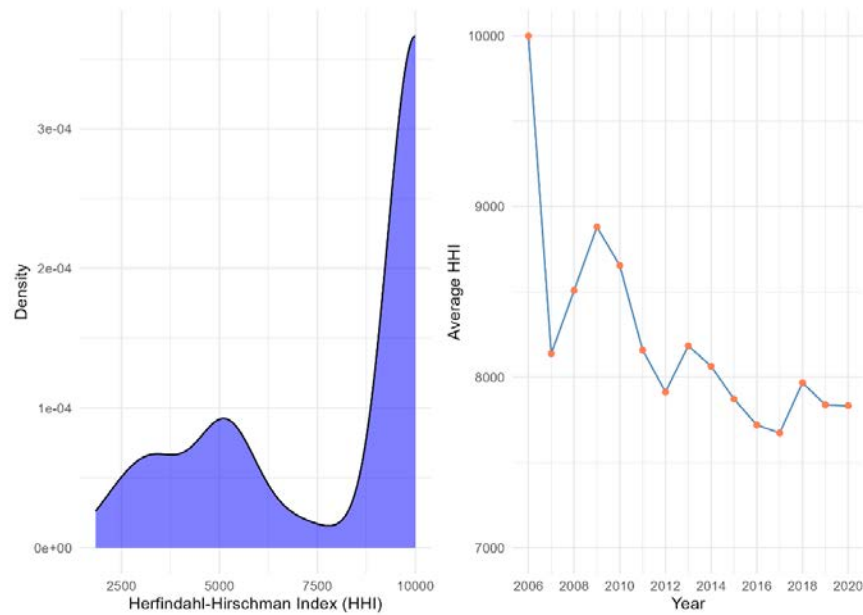 3e-04
2e-04
1e-04
0e+00
Density
2500
5000
7500
10000
Herfindahl-Hirschman Index (HHI)
10000
9000
8000
7000
Average HHI
2006 2008 2010 2012 2014 2016 2018 2020
Year